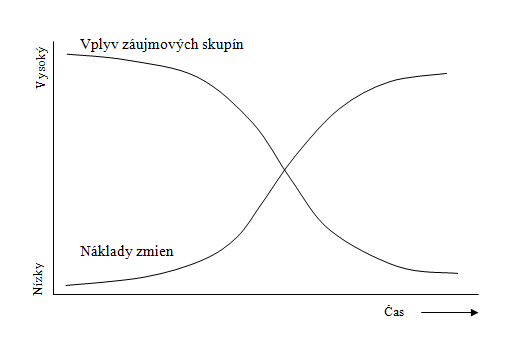 Vplyv záujmových skupín
Vysoký
Náklady zmien
Nízky
Čas